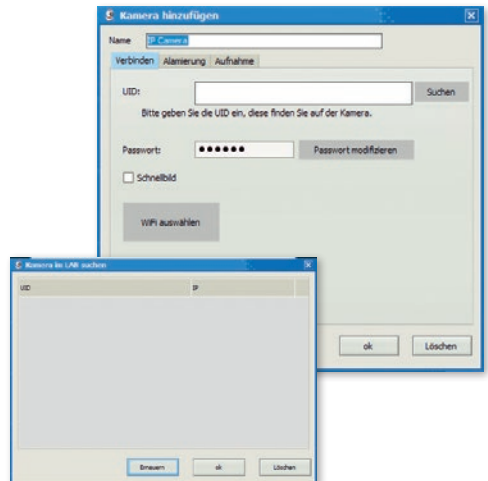 Kamera hinzufügen
Name IP Camera
Verbinden Alamierung Aufnahme
UID: Suchen
Bitte geben Sie die UID ein, diese finden Sie auf der Kamera.
Passwort: ●●●●●● Passwort modifizieren
Schnellbild
WiFi auswählen
ok Löschen
Kamera im LAN suchen
UID IP
Erneuern ok Löschen